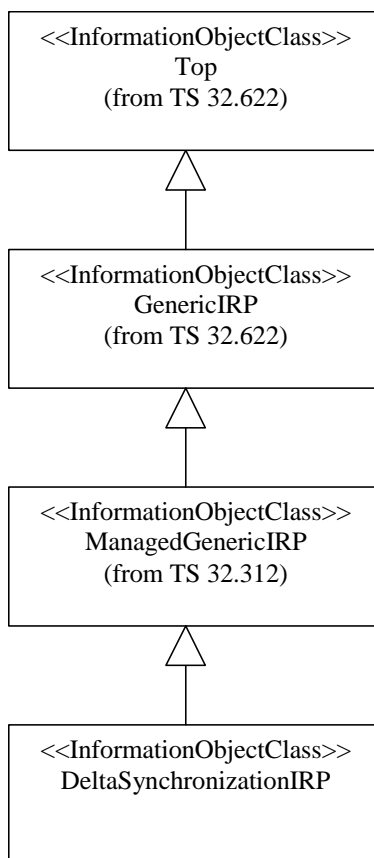 <<InformationObjectClass>>
Top
(from TS 32.622)
<<InformationObjectClass>>
GenericIRP
(from TS 32.622)
<<InformationObjectClass>>
ManagedGenericIRP
(from TS 32.312)
<<InformationObjectClass>>
DeltaSynchronizationIRP